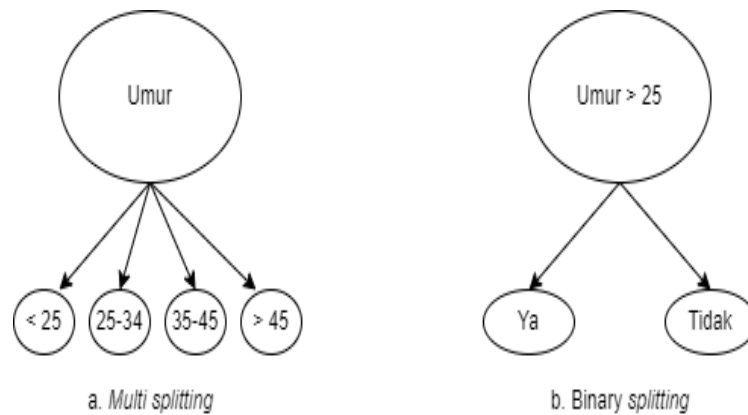 Umur
Umur > 25
< 25
25-34
35-45
> 45
Ya
Tidak
a. Multi splitting
b. Binary splitting